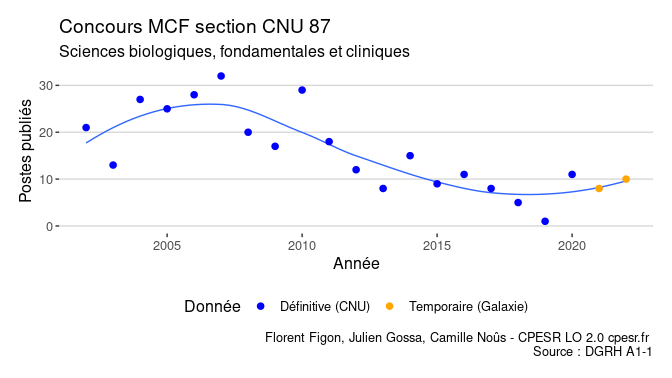 Concours MCF section CNU 87
Sciences biologiques, fondamentales et cliniques
Postes publiés
30
20
10
0
2005 2010 2015 2020
Année
Donnée Définitive (CNU) Temporaire (Galaxie)
Florent Figon, Julien Gossa, Camille Noûs - CPESR LO 2.0 cpesr.fr
Source : DGRH A1-1